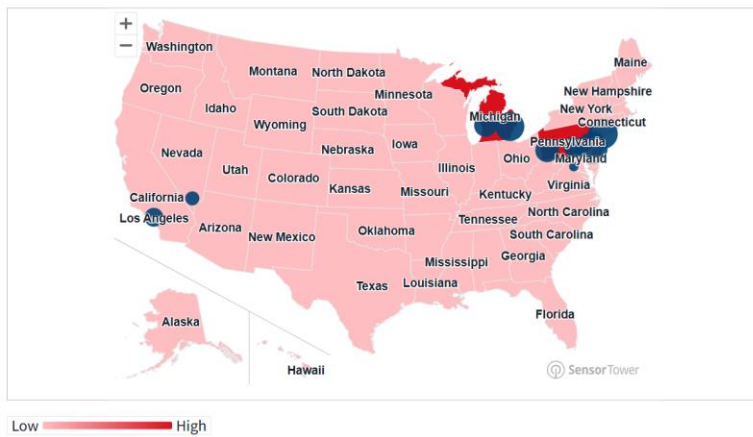 +
−
Washington
Maine
Montana
North Dakota
Oregon
Minnesota
New Hampshire
Idaho
South Dakota
New York
Michigan
Connecticut
Wyoming
Pennsylvania
Iowa
Nebraska
Maryland
Nevada
Ohio
Illinois
Utah
Colorado
Virginia
Kansas
Missouri
Kentucky
California
North Carolina
Los Angeles
Tennessee
Arizona
Oklahoma
New Mexico
South Carolina
Georgia
Mississippi
Texas
Louisiana
Florida
Alaska
Hawaii
SensorTower
Low High